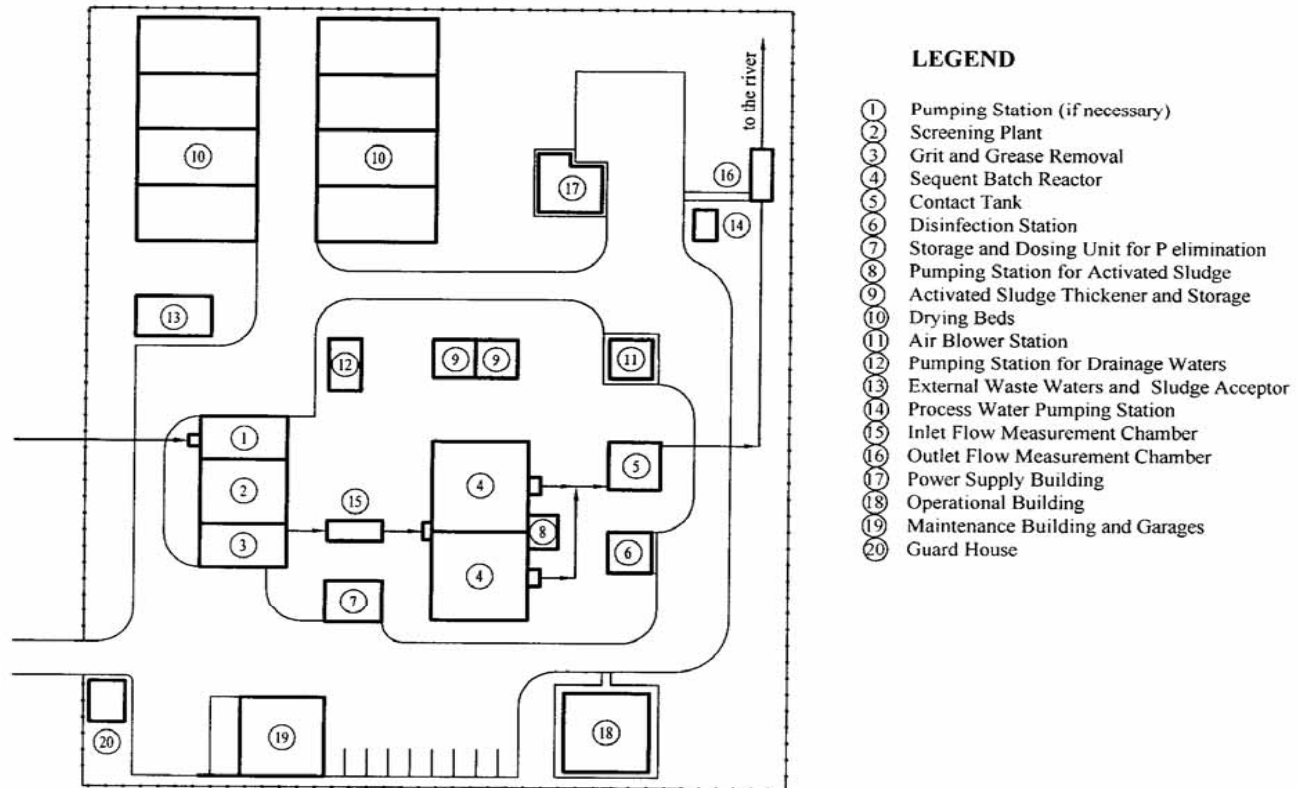 10
10
17
16
to the river
14
13
12
9
9
11
1
2
3
15
4
4
8
5
6
7
20
19
18
LEGEND
1 Pumping Station (if necessary)
2 Screening Plant
3 Grit and Grease Removal
4 Sequent Batch Reactor
5 Contact Tank
6 Disinfection Station
7 Storage and Dosing Unit for P elimination
8 Pumping Station for Activated Sludge
9 Activated Sludge Thickener and Storage
10 Drying Beds
11 Air Blower Station
12 Pumping Station for Drainage Waters
13 External Waste Waters and Sludge Acceptor
14 Process Water Pumping Station
15 Inlet Flow Measurement Chamber
16 Outlet Flow Measurement Chamber
17 Power Supply Building
18 Operational Building
19 Maintenance Building and Garages
20 Guard House